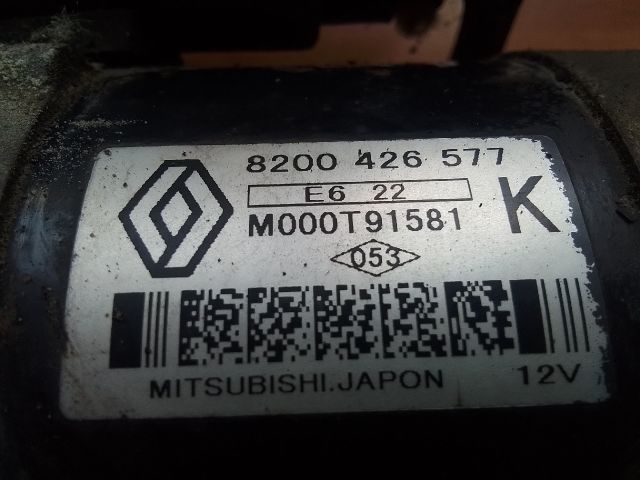 8200 426 577
E6 22
M000T91581 K
053
MITSUBISHI.JAPON 12V